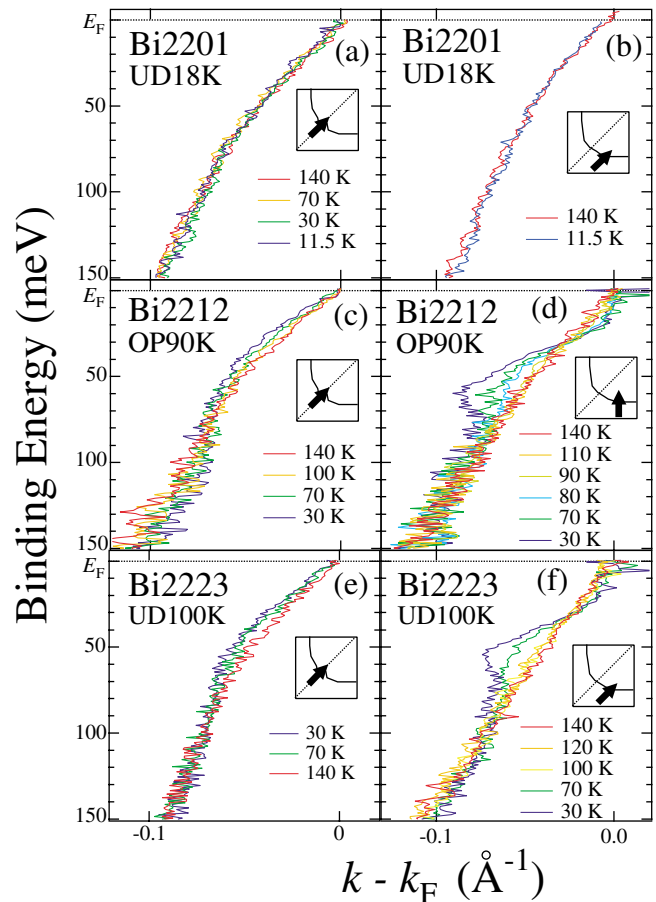 Binding Energy (meV)
E_F
50
100
150
Bi2201
UD18K
(a)
140 K
70 K
30 K
11.5 K
Bi2201
UD18K
(b)
140 K
11.5 K
E_F
50
100
150
Bi2212
OP90K
(c)
140 K
100 K
70 K
30 K
Bi2212
OP90K
(d)
140 K
110 K
90 K
80 K
70 K
30 K
E_F
50
100
150
Bi2223
UD100K
(e)
30 K
70 K
140 K
Bi2223
UD100K
(f)
140 K
120 K
100 K
70 K
30 K
-0.1
0
-0.1
0.0
k - k_F (Å⁻¹)